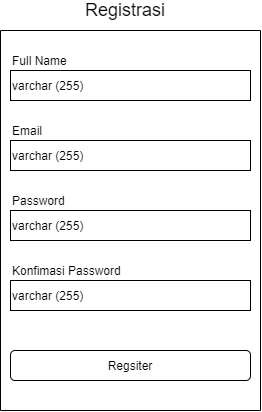 Registrasi
Full Name
varchar (255)
Email
varchar (255)
Password
varchar (255)
Konfimasi Password
varchar (255)
Regsiter